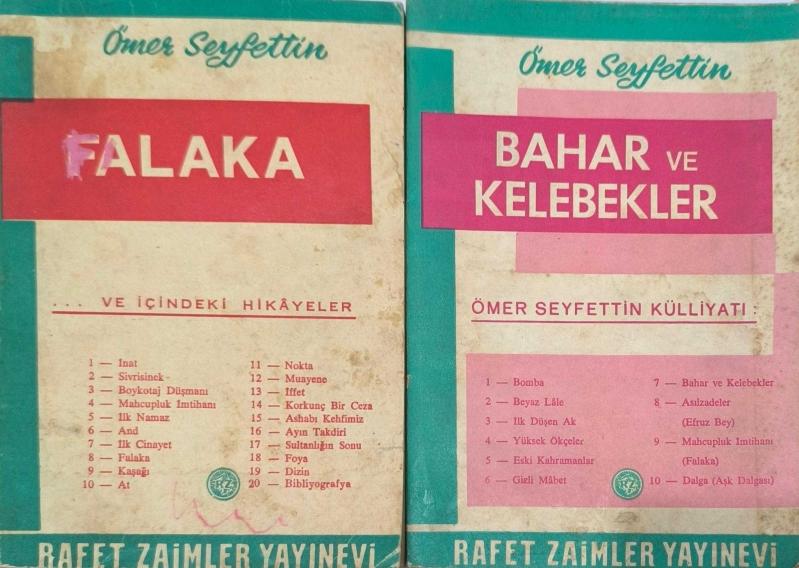 Ömer Seyfettin
FALAKA
... VE İÇİNDEKİ HİKÂYELER
1 — İnat
2 — Sivrisinek
3 — Boykotaj Düşmanı
4 — Mahcupluk İmtihanı
5 — İlk Namaz
6 — And
7 — İlk Cinayet
8 — Falaka
9 — Kaşağı
10 — At
11 — Nokta
12 — Muayene
13 — İffet
14 — Korkunç Bir Ceza
15 — Ashabı Kehfimiz
16 — Ayın Takdiri
17 — Sultanlığın Sonu
18 — Foya
19 — Dizin
20 — Bibliyografya
RAFET ZAİMLER YAYINEVİ
Ömer Seyfettin
BAHAR VE
KELEBEKLER
ÖMER SEYFETTİN KÜLLİYATI :
1 — Bomba
2 — Beyaz Lâle
3 — İlk Düşen Ak
4 — Yüksek Ökçeler
5 — Eski Kahramanlar
6 — Gizli Mâbet
7 — Bahar ve Kelebekler
8 — Asılzadeler
(Efruz Bey)
9 — Mahcupluk İmtihanı
(Falaka)
10 — Dalga (Aşk Dalgası)
RAFET ZAİMLER YAYINEVİ